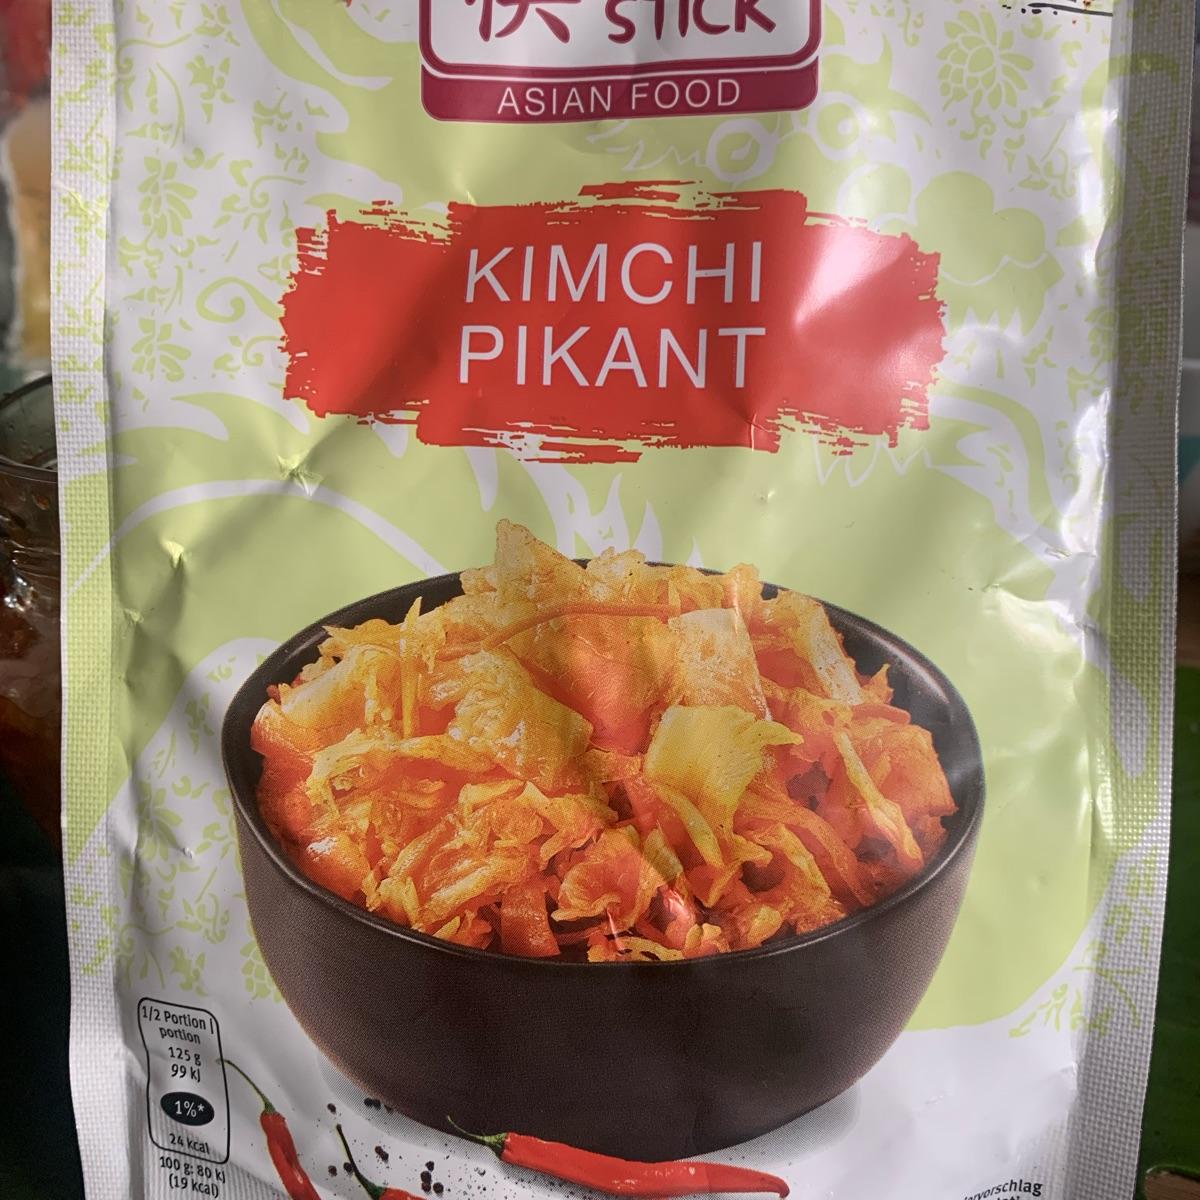 STICK
ASIAN FOOD
KIMCHI
PIKANT
1/2 Portion |
portion
125 g
99 kJ
1%*
24 kcal
100 g: 80 kJ
(19 kcal)